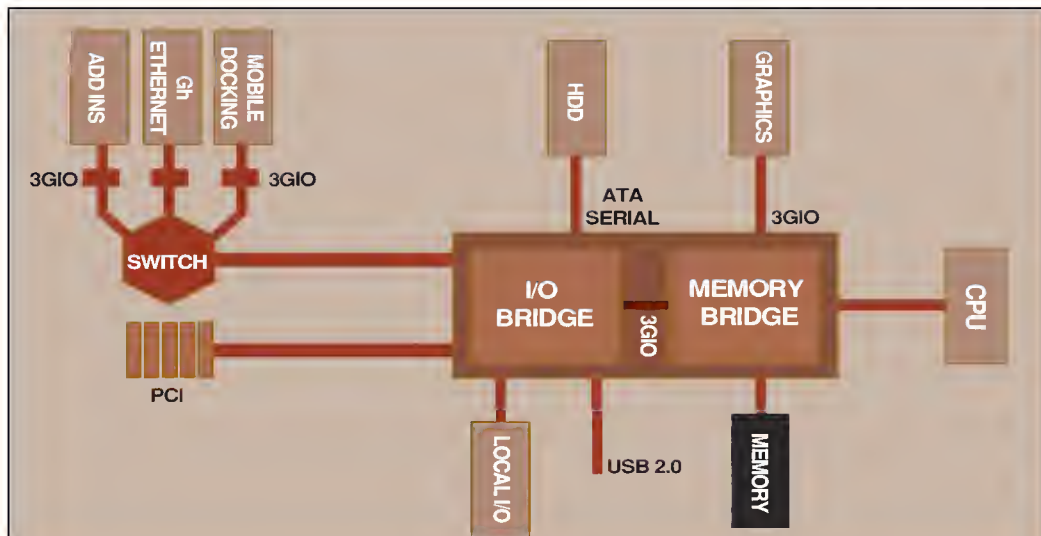 ADD INS
Gh
ETHERNET
MOBILE
DOCKING
HDD
GRAPHICS
3GIO
3GIO
ATA
SERIAL
3GIO
SWITCH
I/O
BRIDGE
3GIO
MEMORY
BRIDGE
CPU
PCI
LOCAL I/O
USB 2.0
MEMORY